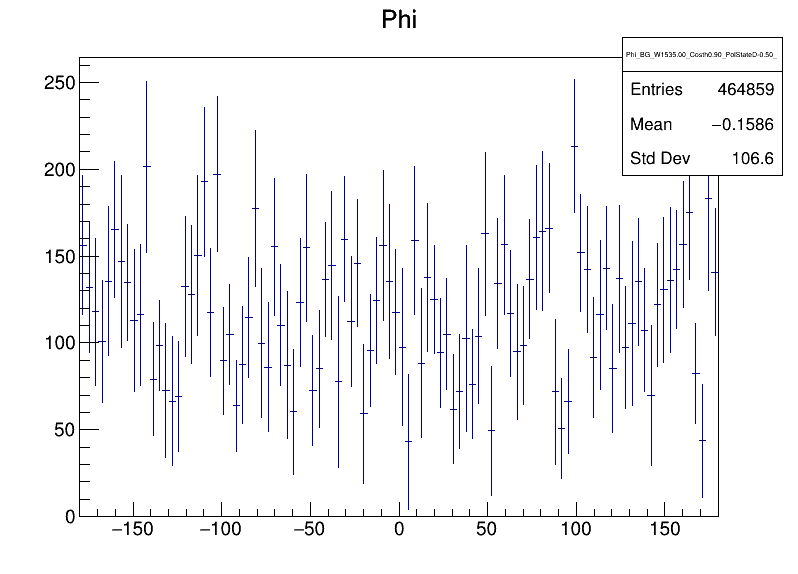 Phi
Phi_BG_W1535.00_Costh0.90_PolStateD-0.50_
Entries 464859
Mean −0.1586
Std Dev 106.6
250
200
150
100
50
0
−150 −100 −50 0 50 100 150